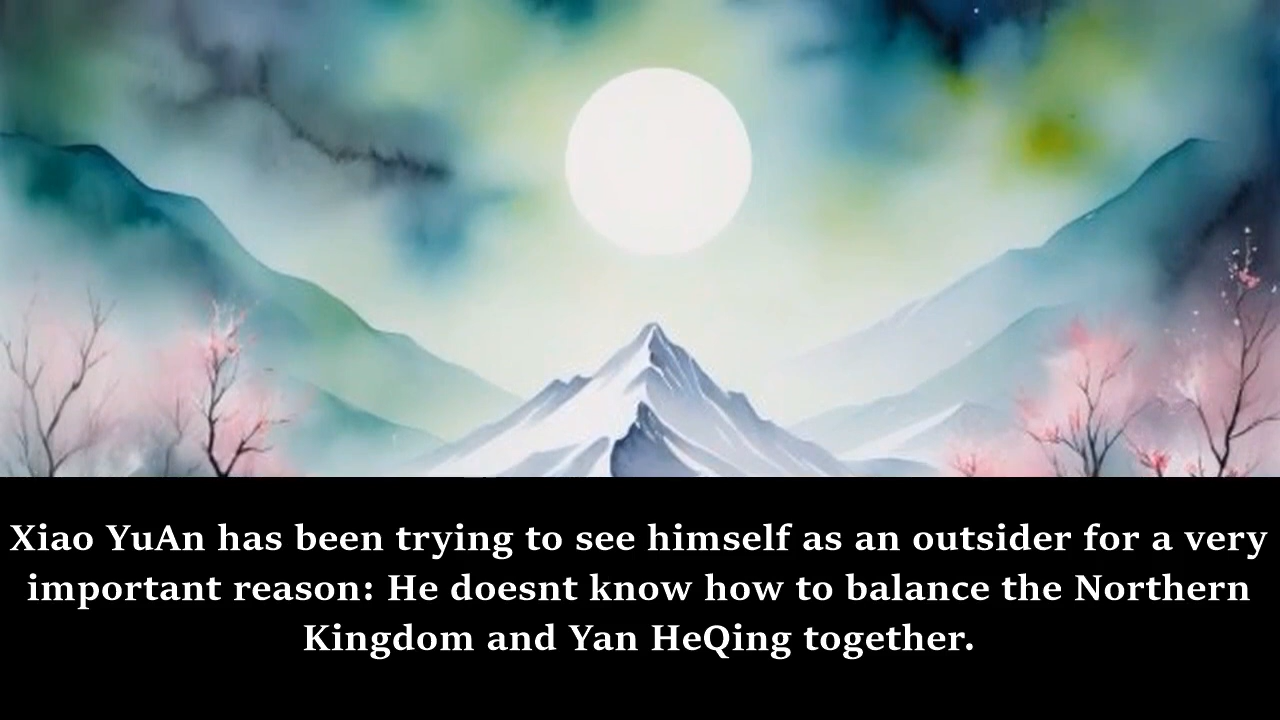 Xiao YuAn has been trying to see himself as an outsider for a very
important reason: He doesnt know how to balance the Northern
Kingdom and Yan HeQing together.